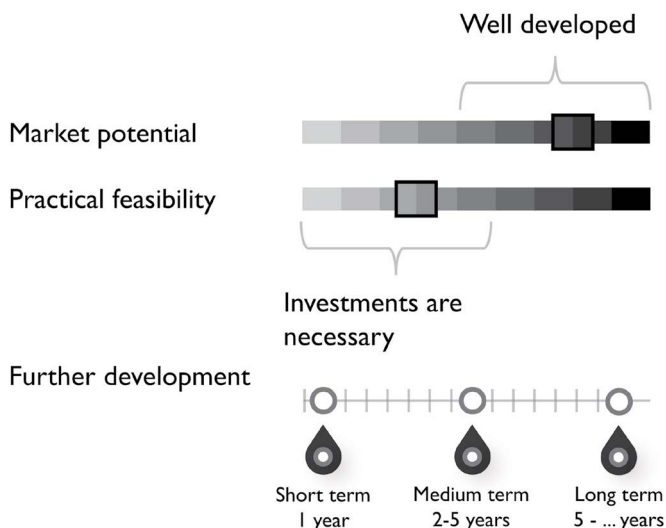 Well developed
Market potential
Practical feasibility
Investments are
necessary
Further development
Short term
1 year
Medium term
2-5 years
Long term
5 - ... years